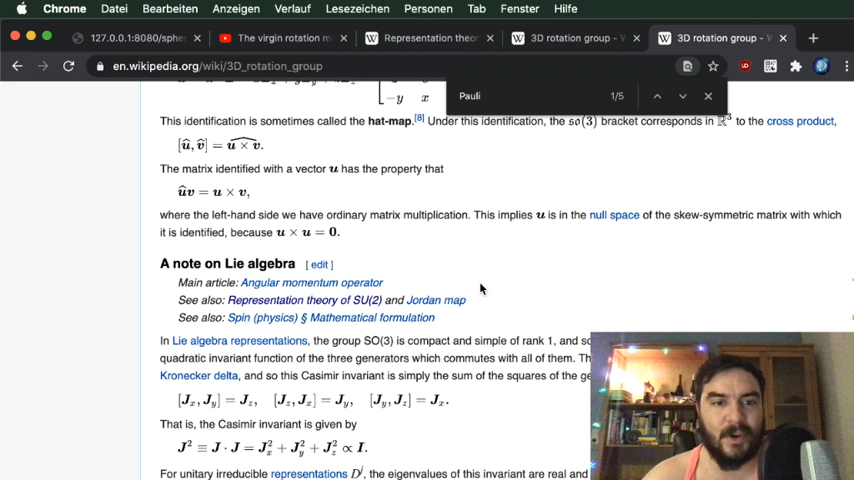 Chrome Datei Bearbeiten Anzeigen Verlauf Lesezeichen Personen Tab Fenster Hilfe
127.0.0.1:8080/sphe The virgin rotation m Representation theor 3D rotation group - W 3D rotation group - W
en.wikipedia.org/wiki/3D_rotation_group
Pauli 1/5
−y x
This identification is sometimes called the hat-map.[8] Under this identification, the 𝔰𝔬(3) bracket corresponds in ℝ³ to the cross product,
[û, v̂] = \widehat{u × v}.
The matrix identified with a vector u has the property that
ûv = u × v,
where the left-hand side we have ordinary matrix multiplication. This implies u is in the null space of the skew-symmetric matrix with which
it is identified, because u × u = 0.
A note on Lie algebra [ edit ]
Main article: Angular momentum operator
See also: Representation theory of SU(2) and Jordan map
See also: Spin (physics) § Mathematical formulation
In Lie algebra representations, the group SO(3) is compact and simple of rank 1, and so
quadratic invariant function of the three generators which commutes with all of them. Th
Kronecker delta, and so this Casimir invariant is simply the sum of the squares of the ge
[Jx, Jy] = Jz, [Jz, Jx] = Jy, [Jy, Jz] = Jx.
That is, the Casimir invariant is given by
J² ≡ J · J = Jx² + Jy² + Jz² ∝ I.
For unitary irreducible representations Dʲ, the eigenvalues of this invariant are real and